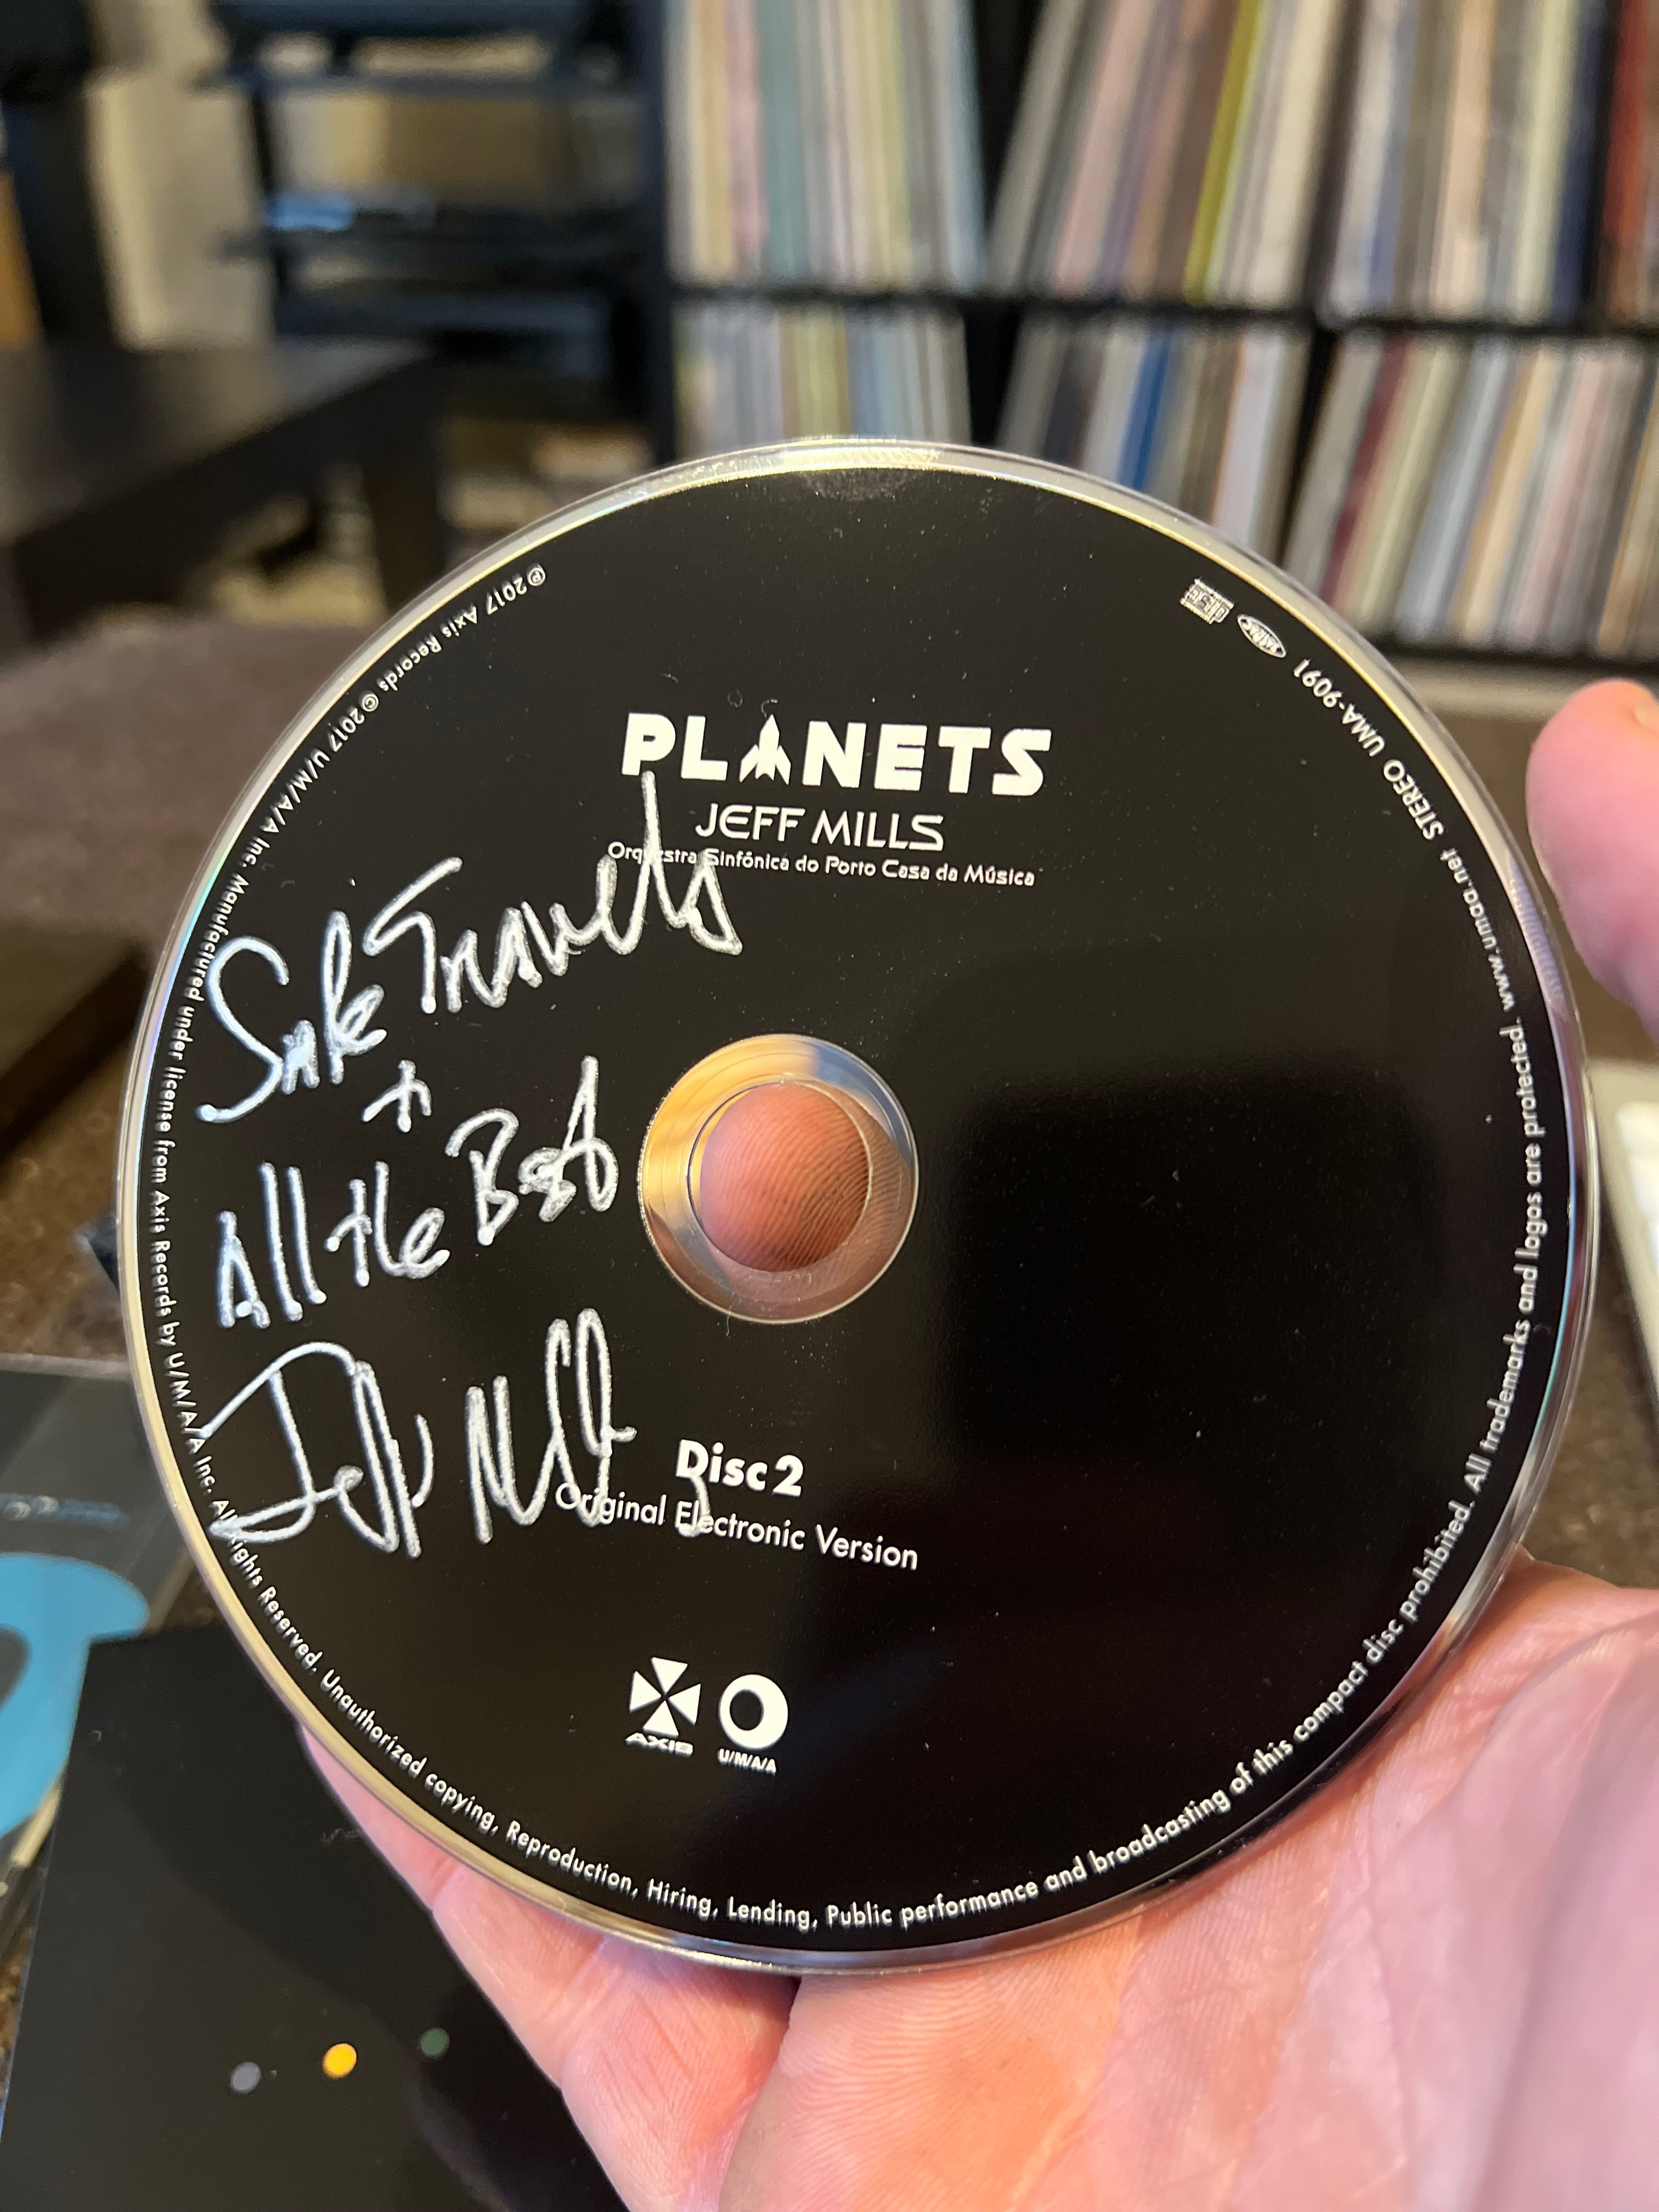 PLANETS
JEFF MILLS
Orquestra Sinfónica do Porto Casa da Música
Safe Travels
+
All the Best
Jeff Mills
Disc 2
Original Electronic Version
AXIS
U/M/A/A
℗2017 Axis Records ©2017 U/M/A/A Inc. Manufactured under license from Axis Records by U/M/A/A Inc. All Rights Reserved. Unauthorized copying, Reproduction, Hiring, Lending, Public performance and broadcasting of this compact disc prohibited. All trademarks and logos are protected. www.umaa.net STEREO UMA-9091
disc